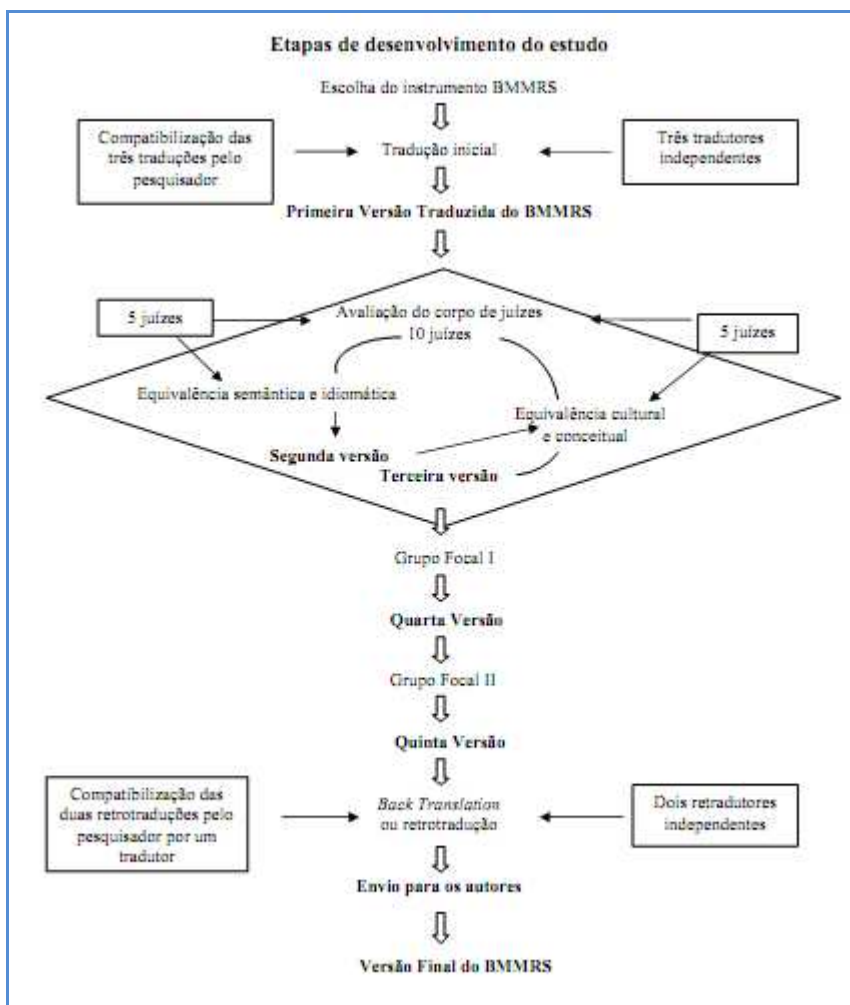 Etapas de desenvolvimento do estudo
Escolha do instrumento BMMRS
Compatibilização das
três traduções pelo
pesquisador
Tradução inicial
Três tradutores
independentes
Primeira Versão Traduzida do BMMRS
5 juízes
Avaliação do corpo de juízes
10 juízes
5 juízes
Equivalência semântica e idiomática
Equivalência cultural
e conceitual
Segunda versão
Terceira versão
Grupo Focal I
Quarta Versão
Grupo Focal II
Quinta Versão
Compatibilização das
duas retrotraduções pelo
pesquisador por um
tradutor
Back Translation
ou retrotradução
Dois retradutores
independentes
Envio para os autores
Versão Final do BMMRS